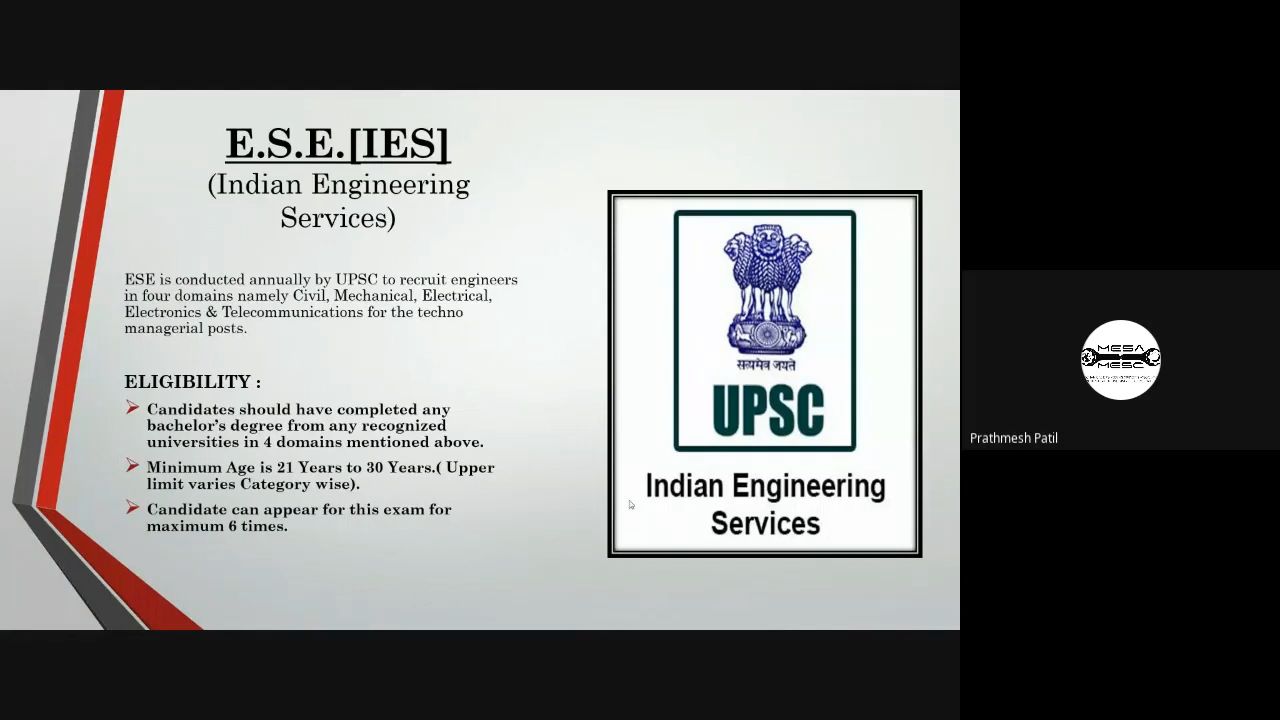 E.S.E.[IES]
(Indian Engineering
Services)
ESE is conducted annually by UPSC to recruit engineers
in four domains namely Civil, Mechanical, Electrical,
Electronics & Telecommunications for the techno
managerial posts.
ELIGIBILITY :
Candidates should have completed any
bachelor’s degree from any recognized
universities in 4 domains mentioned above.
Minimum Age is 21 Years to 30 Years.( Upper
limit varies Category wise).
Candidate can appear for this exam for
maximum 6 times.
सत्यमेव जयते
UPSC
Indian Engineering
Services
MESA
MESC
Prathmesh Patil